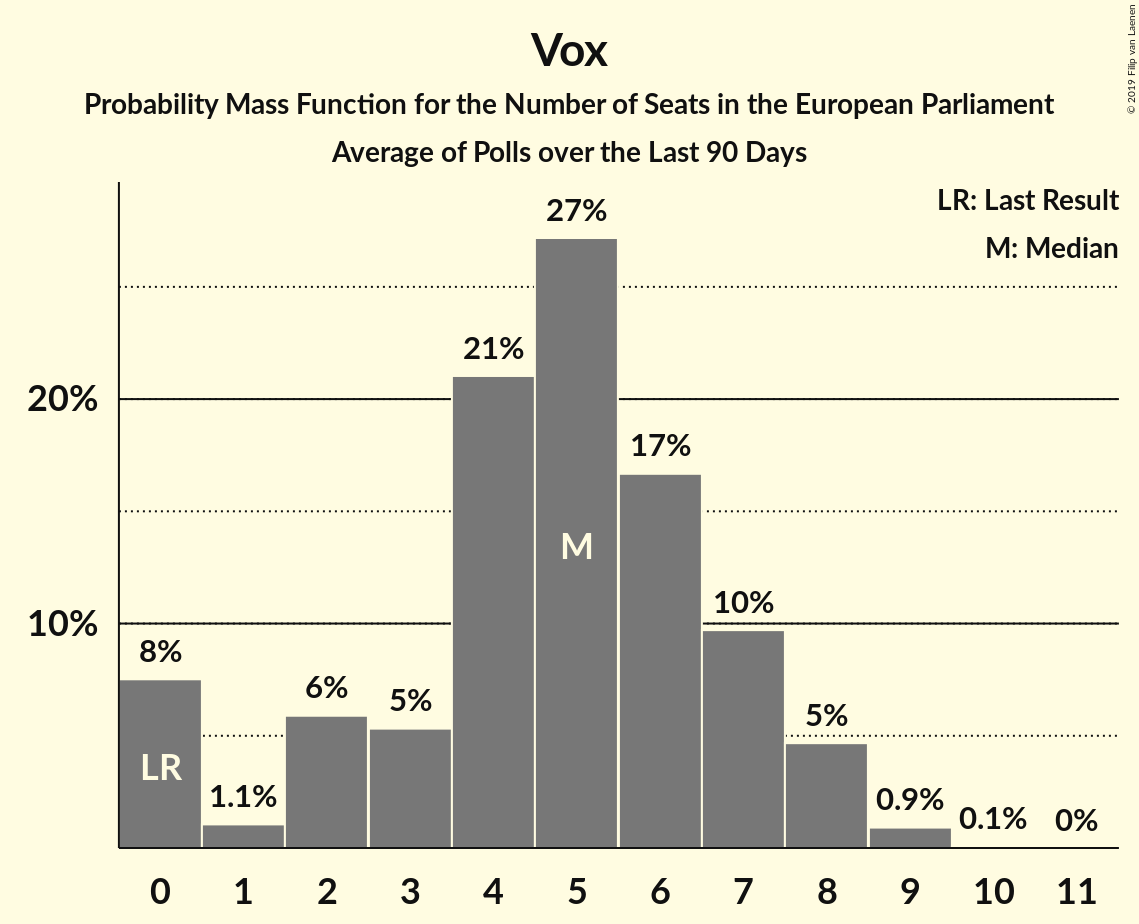 Vox
Probability Mass Function for the Number of Seats in the European Parliament
Average of Polls over the Last 90 Days
© 2019 Filip van Laenen
LR: Last Result
M: Median
27%
21%
20%
17%
M
10%
10%
8%
6%
5%
5%
LR
1.1%
0.9%
0.1%
0%
0 1 2 3 4 5 6 7 8 9 10 11